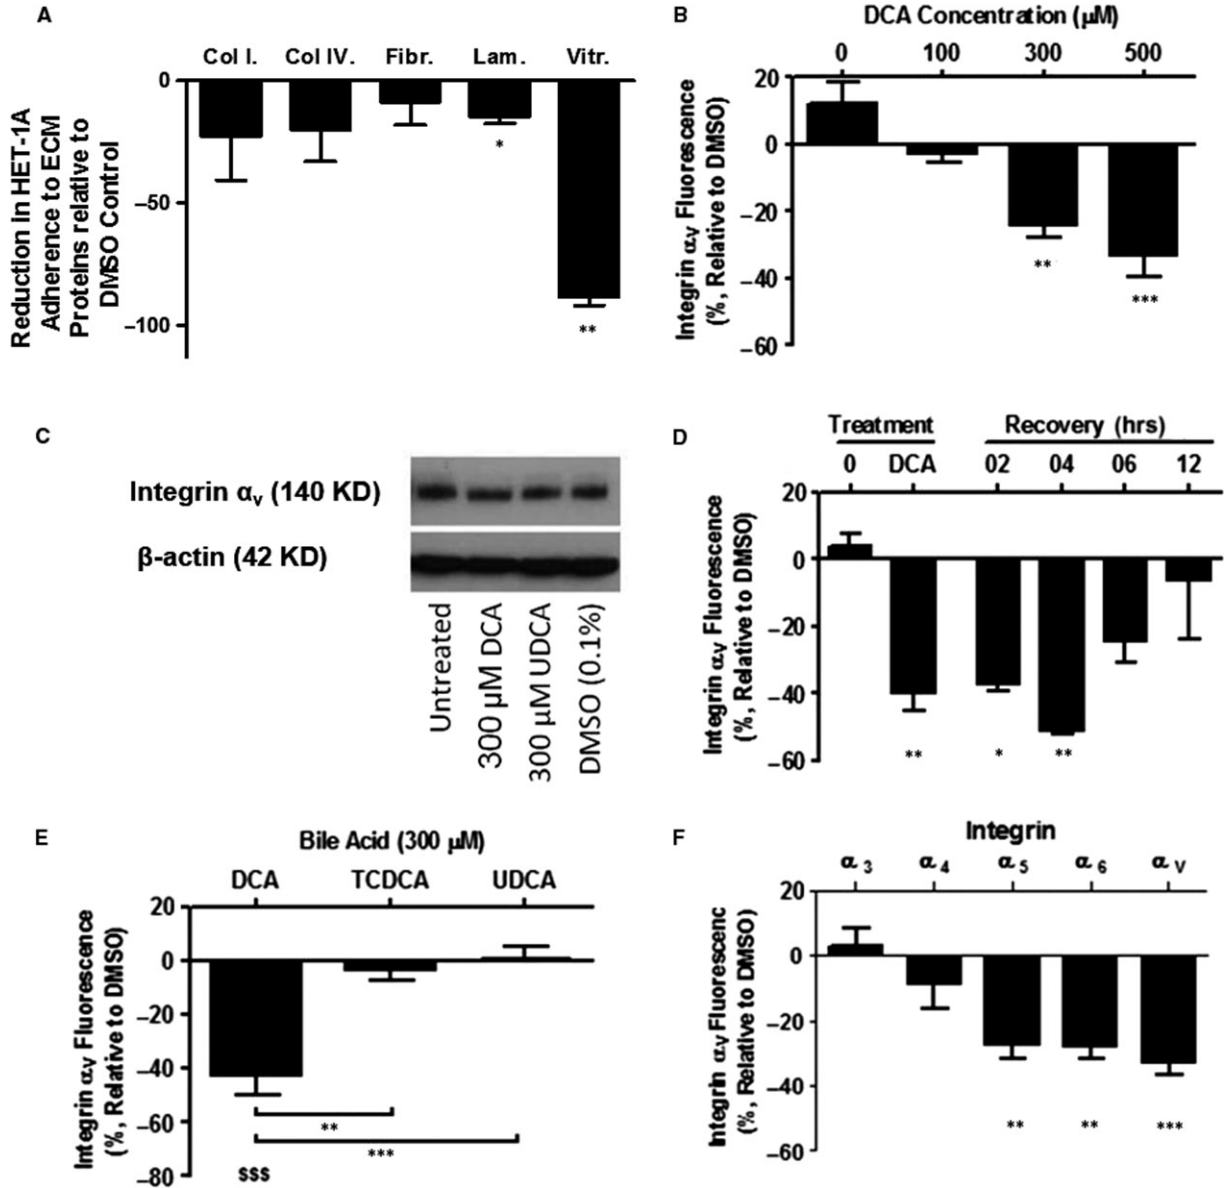 A
Col I. Col IV. Fibr. Lam. Vitr.
0
−50
−100
Reduction in HET-1A
Adherence to ECM
Proteins relative to
DMSO Control
*
**
B
DCA Concentration (µM)
0 100 300 500
20
0
−20
−40
−60
Integrin αV Fluorescence
(%, Relative to DMSO)
**
***
C
Integrin αv (140 KD)
β-actin (42 KD)
Untreated
300 µM DCA
300 µM UDCA
DMSO (0.1%)
D
Treatment Recovery (hrs)
0 DCA 02 04 06 12
20
0
−20
−40
−60
Integrin αV Fluorescence
(%, Relative to DMSO)
** * **
E
Bile Acid (300 µM)
DCA TCDCA UDCA
20
0
−20
−40
−60
−80
Integrin αV Fluorescence
(%, Relative to DMSO)
**
***
$$$
F
Integrin
α3 α4 α5 α6 αV
20
0
−20
−40
−60
Integrin αV Fluorescenc
(%, Relative to DMSO)
** ** ***